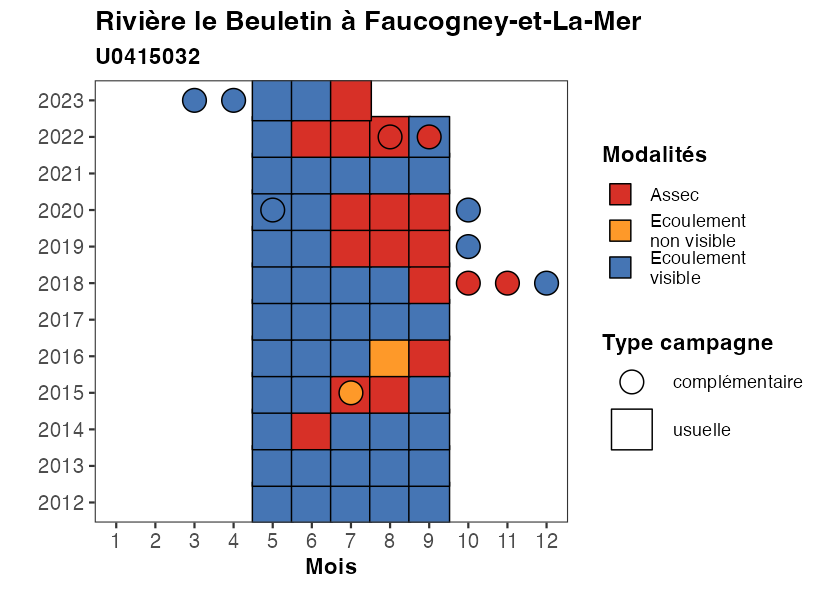 Rivière le Beuletin à Faucogney-et-La-Mer
U0415032
2023
2022
2021
2020
2019
2018
2017
2016
2015
2014
2013
2012
1 2 3 4 5 6 7 8 9 10 11 12
Mois
Modalités
Assec
Ecoulement
non visible
Ecoulement
visible
Type campagne
complémentaire
usuelle